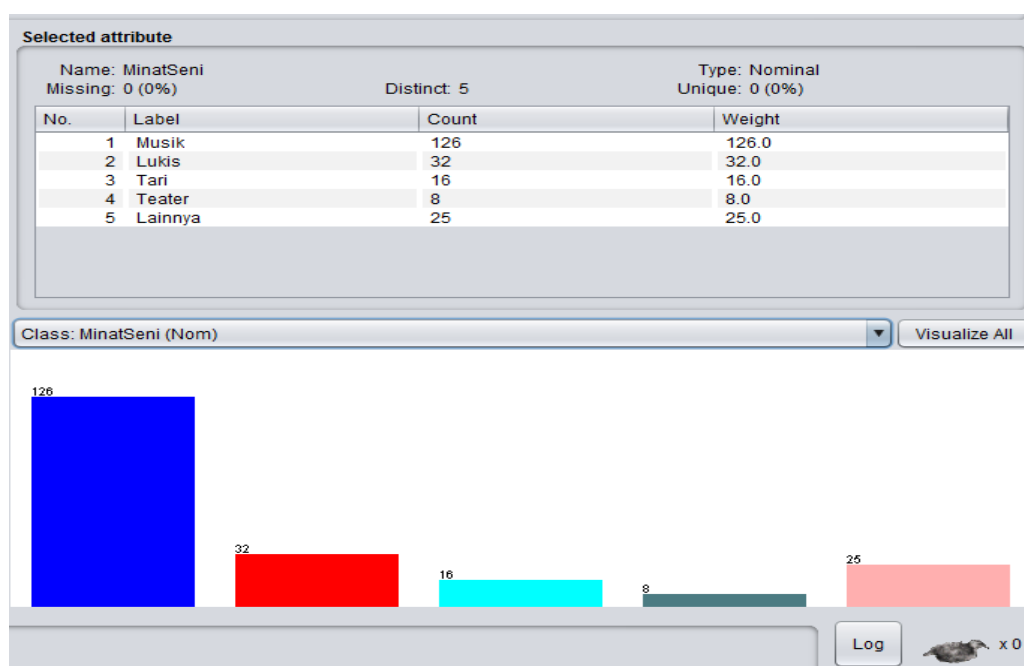 Selected attribute
Name: MinatSeni Type: Nominal
Missing: 0 (0%) Distinct: 5 Unique: 0 (0%)
No. Label Count Weight
1 Musik 126 126.0
2 Lukis 32 32.0
3 Tari 16 16.0
4 Teater 8 8.0
5 Lainnya 25 25.0
Class: MinatSeni (Nom) Visualize All
126
32
16
8
25
Log x 0